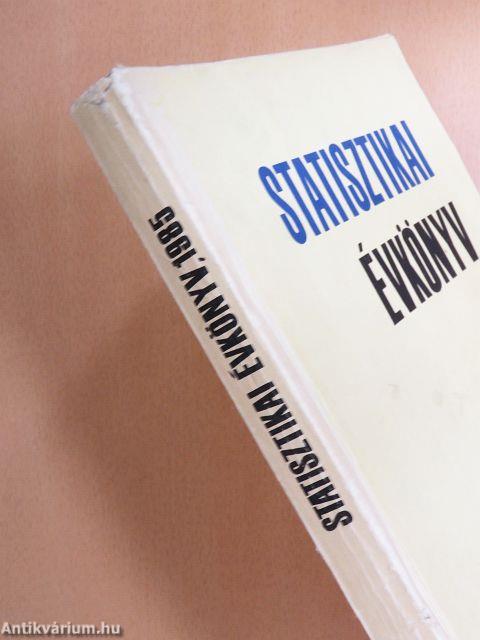 STATISZTIKAI
ÉVKÖNYV
STATISZTIKAI ÉVKÖNYV, 1985
Antikvárium.hu